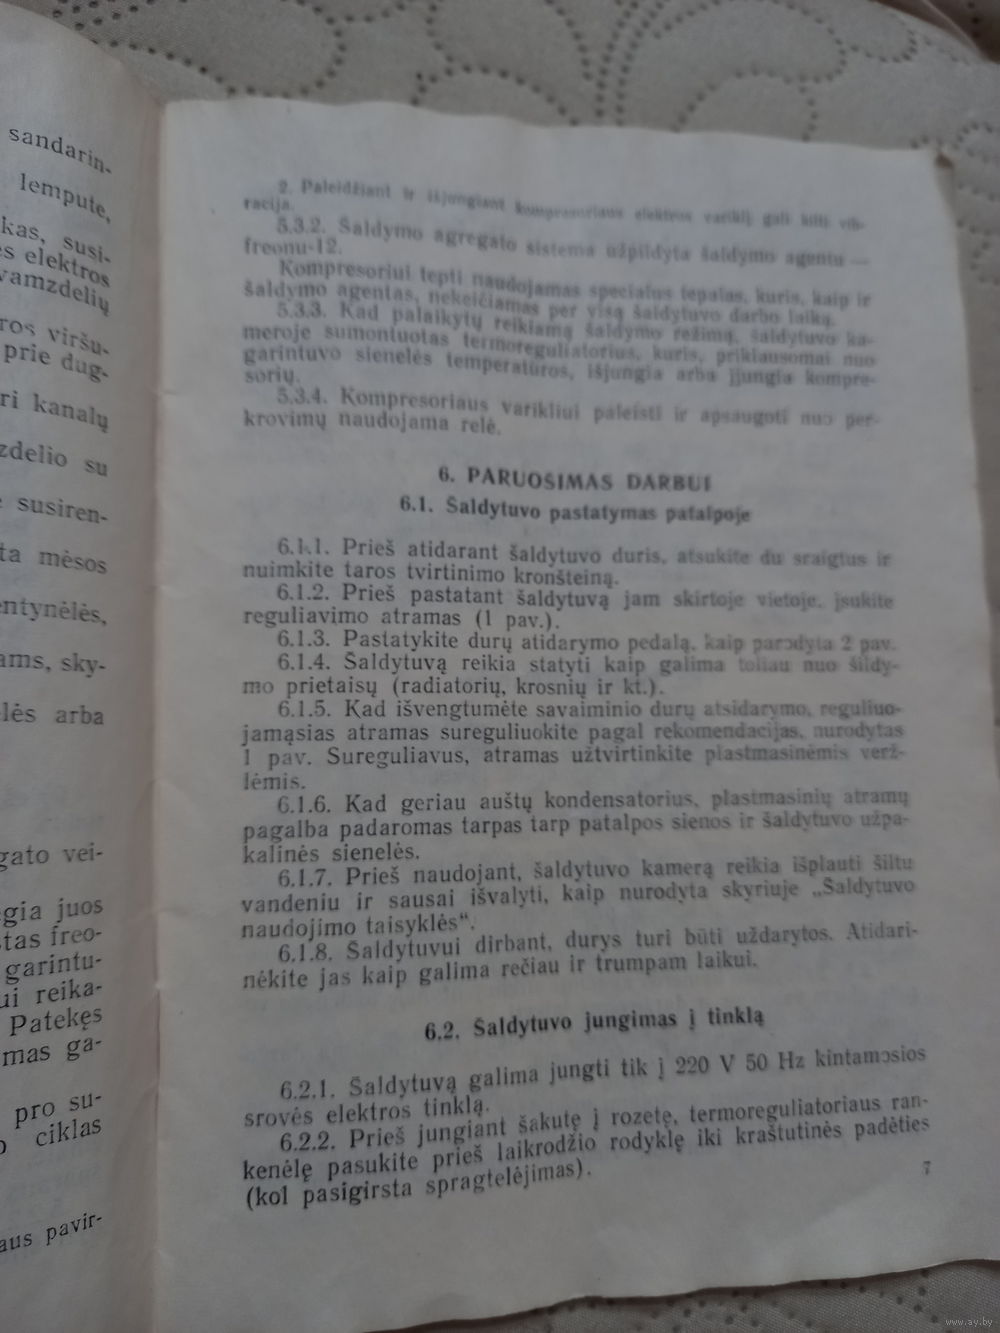 sandarin-
lempute,
kas, susi-
s elektros
vamzdelių
ros viršu-
prie dug-
ri kanalų
zdelio su
susiren-
ta mėsos
entynėlės,
ams, sky-
lės arba
gato vei-
gia juos
tas freo-
garintu-
ui reika-
Patekęs
mas ga-
pro su-
ciklas
aus pavir-
2. Paleidžiant ir išjungiant kompresoriaus elektros variklį gali kilti vib-
racija.
5.3.2. Šaldymo agregato sistema užpildyta šaldymo agentu —
freonu-12.
Kompresoriui tepti naudojamas specialus tepalas, kuris, kaip ir
šaldymo agentas, nekeičiamas per visą šaldytuvo darbo laiką.
5.3.3. Kad palaikytų reikiamą šaldymo režimą, šaldytuvo ka-
meroje sumontuotas termoreguliatorius, kuris, priklausomai nuo
garintuvo sienelės temperatūros, išjungia arba įjungia kompre-
sorių.
5.3.4. Kompresoriaus varikliui paleisti ir apsaugoti nuo per-
krovimų naudojama relė.
6. PARUOŠIMAS DARBUI
6.1. Šaldytuvo pastatymas patalpoje
6.1.1. Prieš atidarant šaldytuvo duris, atsukite du sraigtus ir
nuimkite taros tvirtinimo kronšteiną.
6.1.2. Prieš pastatant šaldytuvą jam skirtoje vietoje, įsukite
reguliavimo atramas (1 pav.).
6.1.3. Pastatykite durų atidarymo pedalą, kaip parodyta 2 pav.
6.1.4. Šaldytuvą reikia statyti kaip galima toliau nuo šildy-
mo prietaisų (radiatorių, krosnių ir kt.).
6.1.5. Kad išvengtumėte savaiminio durų atsidarymo, reguliuo-
jamąsias atramas sureguliuokite pagal rekomendacijas, nurodytas
1 pav. Sureguliavus, atramas užtvirtinkite plastmasinėmis verž-
lėmis.
6.1.6. Kad geriau auštų kondensatorius, plastmasinių atramų
pagalba padaromas tarpas tarp patalpos sienos ir šaldytuvo užpa-
kalinės sienelės.
6.1.7. Prieš naudojant, šaldytuvo kamerą reikia išplauti šiltu
vandeniu ir sausai išvalyti, kaip nurodyta skyriuje „Šaldytuvo
naudojimo taisyklės“.
6.1.8. Šaldytuvui dirbant, durys turi būti uždarytos. Atidari-
nėkite jas kaip galima rečiau ir trumpam laikui.
6.2. Šaldytuvo jungimas į tinklą
6.2.1. Šaldytuvą galima jungti tik į 220 V 50 Hz kintamosios
srovės elektros tinklą.
6.2.2. Prieš jungiant šakutę į rozetę, termoreguliatoriaus ran-
kenėlę pasukite prieš laikrodžio rodyklę iki kraštutinės padėties
(kol pasigirsta spragtelėjimas).
7
www.ay.by